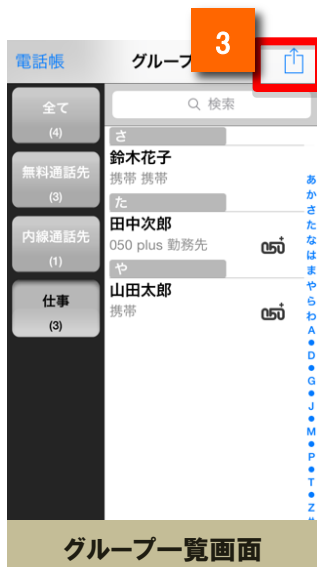 3
電話帳
グループ
全て
(4)
無料通話先
(3)
内線通話先
(1)
仕事
(3)
検索
さ
鈴木花子
携帯 携帯
た
田中次郎
050 plus 勤務先
050+
や
山田太郎
携帯
050+
あ
か
さ
た
な
は
ま
や
ら
わ
A
●
D
●
G
●
J
●
M
●
P
●
T
●
Z
#
グループ一覧画面